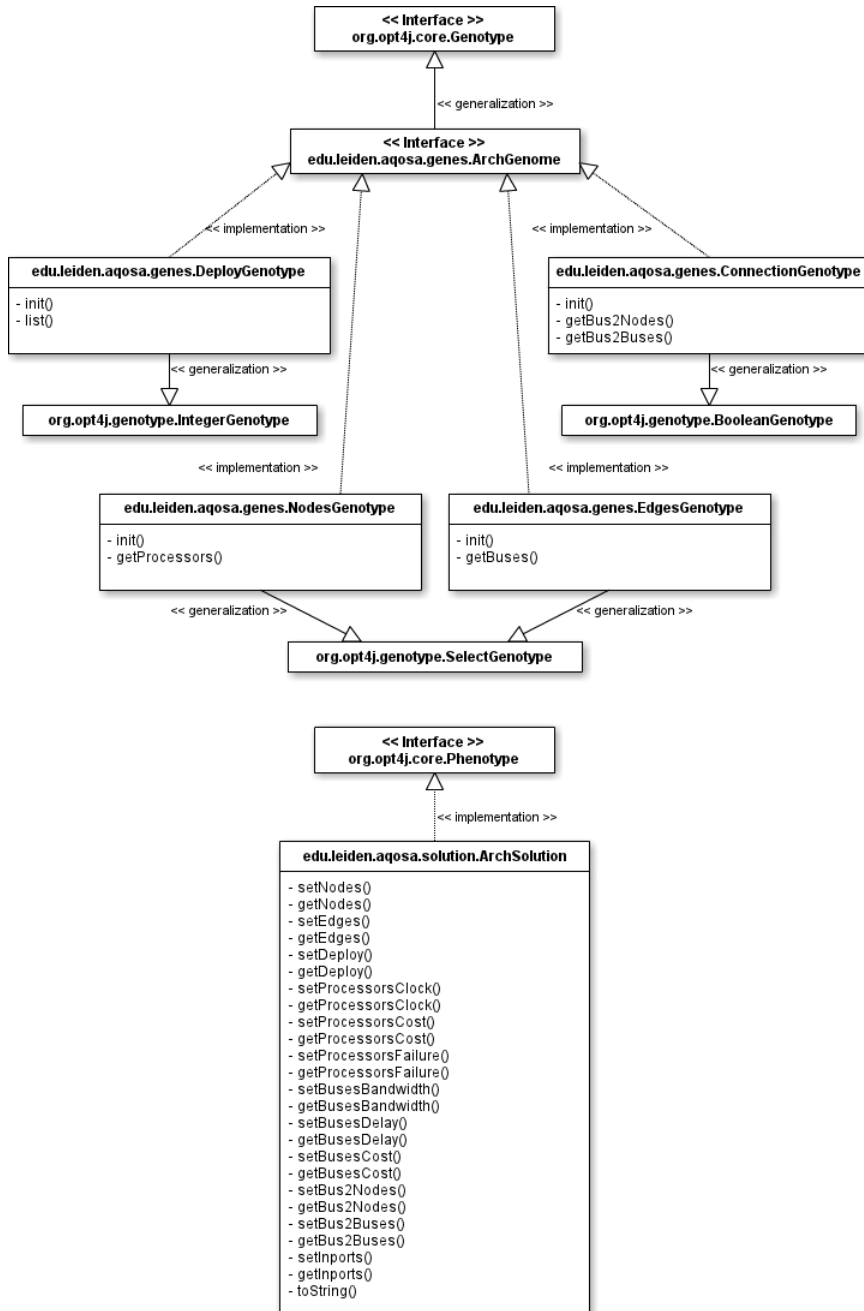 << Interface >>
org.opt4j.core.Genotype
<< generalization >>
<< Interface >>
edu.leiden.aqosa.genes.ArchGenome
<< implementation >>
<< implementation >>
edu.leiden.aqosa.genes.DeployGenotype
- init()
- list()
edu.leiden.aqosa.genes.ConnectionGenotype
- init()
- getBus2Nodes()
- getBus2Buses()
<< generalization >>
<< generalization >>
org.opt4j.genotype.IntegerGenotype
org.opt4j.genotype.BooleanGenotype
<< implementation >>
<< implementation >>
edu.leiden.aqosa.genes.NodesGenotype
- init()
- getProcessors()
edu.leiden.aqosa.genes.EdgesGenotype
- init()
- getBuses()
<< generalization >>
<< generalization >>
org.opt4j.genotype.SelectGenotype
<< Interface >>
org.opt4j.core.Phenotype
<< implementation >>
edu.leiden.aqosa.solution.ArchSolution
- setNodes()
- getNodes()
- setEdges()
- getEdges()
- setDeploy()
- getDeploy()
- setProcessorsClock()
- getProcessorsClock()
- setProcessorsCost()
- getProcessorsCost()
- setProcessorsFailure()
- getProcessorsFailure()
- setBusesBandwidth()
- getBusesBandwidth()
- setBusesDelay()
- getBusesDelay()
- setBusesCost()
- getBusesCost()
- setBus2Nodes()
- getBus2Nodes()
- setBus2Buses()
- getBus2Buses()
- setInports()
- getInports()
- toString()